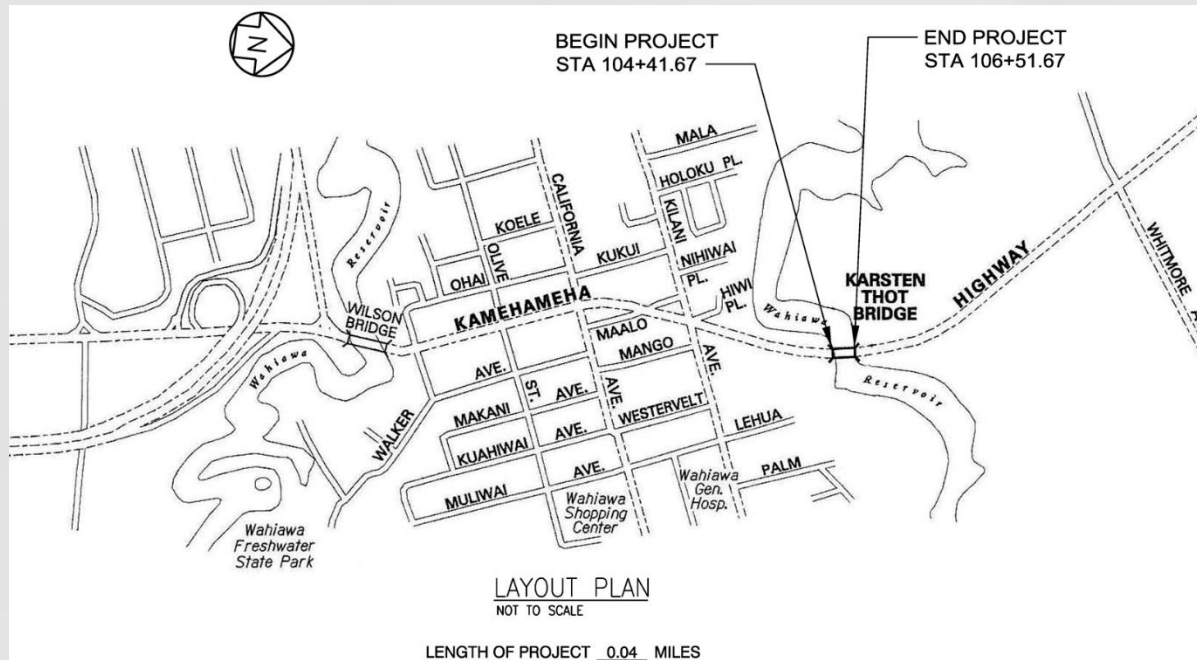 N
BEGIN PROJECT
STA 104+41.67
END PROJECT
STA 106+51.67
MALA
HOLOKU PL.
CALIFORNIA
KILANI
KOELE
OLIVE
KUKUI
NIHIWAI
PL.
OHAI
HIWI
PL.
Reservoir
WILSON
BRIDGE
KAMEHAMEHA
HIGHWAY
KARSTEN
THOT
BRIDGE
WHITMORE
Wahiawa
Wahiawa
MAALO
MANGO
AVE.
AVE.
ST.
AVE.
Reservoir
WALKER
MAKANI
AVE.
WESTERVELT
LEHUA
KUAHIWAI
AVE.
MULIWAI
AVE.
PALM
Wahiawa
Gen.
Hosp.
Wahiawa
Shopping
Center
Wahiawa
Freshwater
State Park
LAYOUT PLAN
NOT TO SCALE
LENGTH OF PROJECT 0.04 MILES